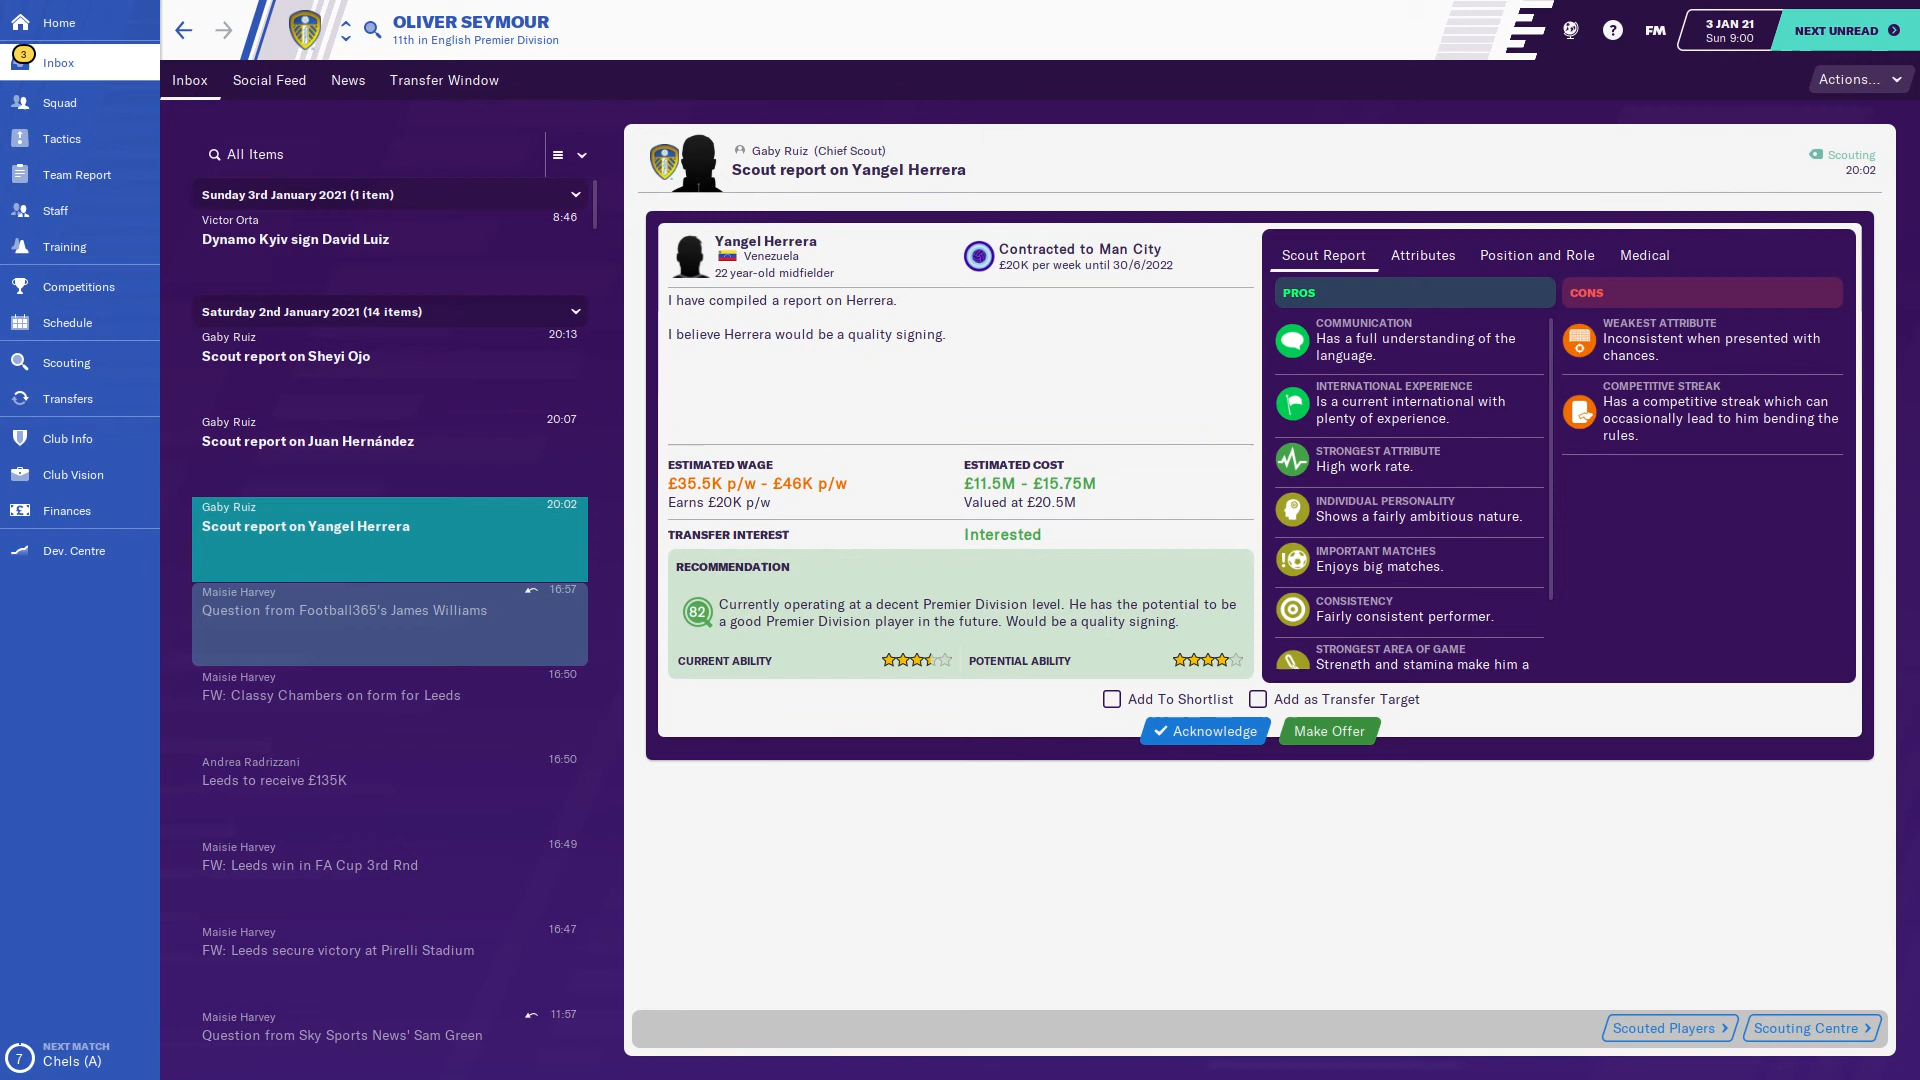 Home
3
Inbox
Squad
Tactics
Team Report
Staff
Training
Competitions
Schedule
Scouting
Transfers
Club Info
Club Vision
Finances
Dev. Centre
7
NEXT MATCH
Chels (A)
OLIVER SEYMOUR
11th in English Premier Division
?
FM
3 JAN 21
Sun 9:00
NEXT UNREAD
Inbox Social Feed News Transfer Window
Actions...
All Items
Sunday 3rd January 2021 (1 item)
Victor Orta 8:46
Dynamo Kyiv sign David Luiz
Saturday 2nd January 2021 (14 items)
Gaby Ruiz 20:13
Scout report on Sheyi Ojo
Gaby Ruiz 20:07
Scout report on Juan Hernández
Gaby Ruiz 20:02
Scout report on Yangel Herrera
Maisie Harvey 16:57
Question from Football365's James Williams
Maisie Harvey 16:50
FW: Classy Chambers on form for Leeds
Andrea Radrizzani 16:50
Leeds to receive £135K
Maisie Harvey 16:49
FW: Leeds win in FA Cup 3rd Rnd
Maisie Harvey 16:47
FW: Leeds secure victory at Pirelli Stadium
Maisie Harvey 11:57
Question from Sky Sports News' Sam Green
Gaby Ruiz (Chief Scout)
Scout report on Yangel Herrera
Scouting
20:02
Yangel Herrera
Venezuela
22 year-old midfielder
Contracted to Man City
£20K per week until 30/6/2022
I have compiled a report on Herrera.
I believe Herrera would be a quality signing.
ESTIMATED WAGE
£35.5K p/w - £46K p/w
Earns £20K p/w
ESTIMATED COST
£11.5M - £15.75M
Valued at £20.5M
TRANSFER INTEREST Interested
RECOMMENDATION
82
Currently operating at a decent Premier Division level. He has the potential to be
a good Premier Division player in the future. Would be a quality signing.
CURRENT ABILITY
POTENTIAL ABILITY
Scout Report Attributes Position and Role Medical
PROS
COMMUNICATION
Has a full understanding of the
language.
INTERNATIONAL EXPERIENCE
Is a current international with
plenty of experience.
STRONGEST ATTRIBUTE
High work rate.
INDIVIDUAL PERSONALITY
Shows a fairly ambitious nature.
IMPORTANT MATCHES
Enjoys big matches.
CONSISTENCY
Fairly consistent performer.
STRONGEST AREA OF GAME
Strength and stamina make him a
CONS
WEAKEST ATTRIBUTE
Inconsistent when presented with
chances.
COMPETITIVE STREAK
Has a competitive streak which can
occasionally lead to him bending the
rules.
Add To Shortlist Add as Transfer Target
Acknowledge Make Offer
Scouted Players Scouting Centre